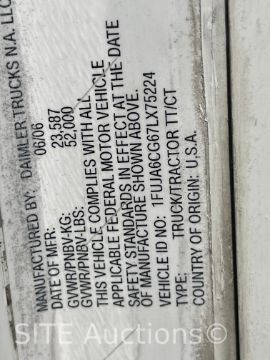 MANUFACTURED BY: DAIMLER TRUCKS N.A. LLC
DATE OF MFR: 06/06
GVWR/PNBV-KG: 23,587
GVWR/PNBV-LBS: 52,000
THIS VEHICLE COMPLIES WITH ALL
APPLICABLE FEDERAL MOTOR VEHICLE
SAFETY STANDARDS IN EFFECT AT THE DATE
OF MANUFACTURE SHOWN ABOVE.
VEHICLE ID NO.: 1FUJA6CG67LX75224
TYPE: TRUCK/TRACTOR TT/CT
COUNTRY OF ORIGIN: U.S.A.
SITE Auctions